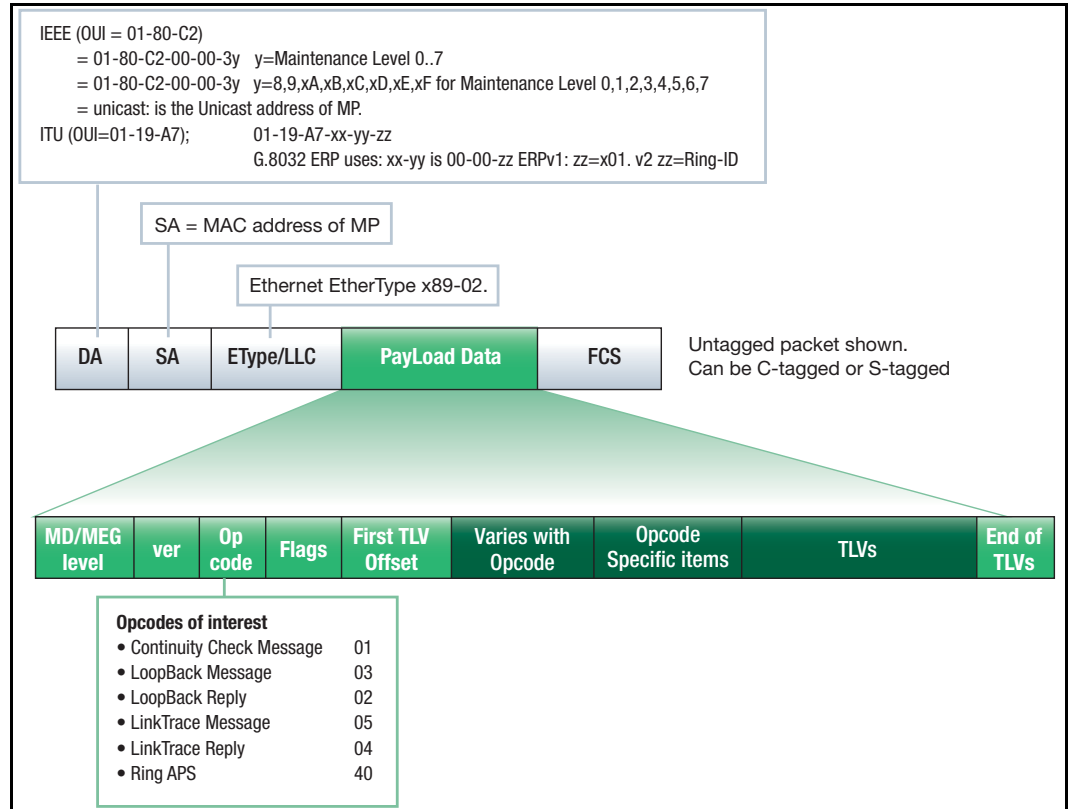 IEEE (OUI = 01-80-C2)
= 01-80-C2-00-00-3y y=Maintenance Level 0..7
= 01-80-C2-00-00-3y y=8,9,xA,xB,xC,xD,xE,xF for Maintenance Level 0,1,2,3,4,5,6,7
= unicast: is the Unicast address of MP.
ITU (OUI=01-19-A7); 01-19-A7-xx-yy-zz
G.8032 ERP uses: xx-yy is 00-00-zz ERPv1: zz=x01. v2 zz=Ring-ID
SA = MAC address of MP
Ethernet EtherType x89-02.
DA SA EType/LLC PayLoad Data FCS
Untagged packet shown.
Can be C-tagged or S-tagged
MD/MEG level ver Op code Flags First TLV Offset Varies with Opcode Opcode Specific items TLVs End of TLVs
Opcodes of interest
• Continuity Check Message 01
• LoopBack Message 03
• LoopBack Reply 02
• LinkTrace Message 05
• LinkTrace Reply 04
• Ring APS 40